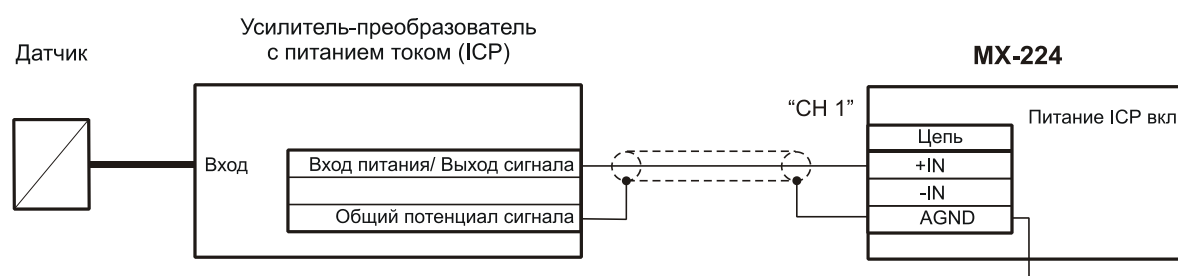 Усилитель-преобразователь
с питанием током (ICP)
Датчик
MX-224
“CH 1”
Питание ICP вкл
Цепь
Вход
Вход питания/ Выход сигнала
+IN
-IN
Общий потенциал сигнала
AGND